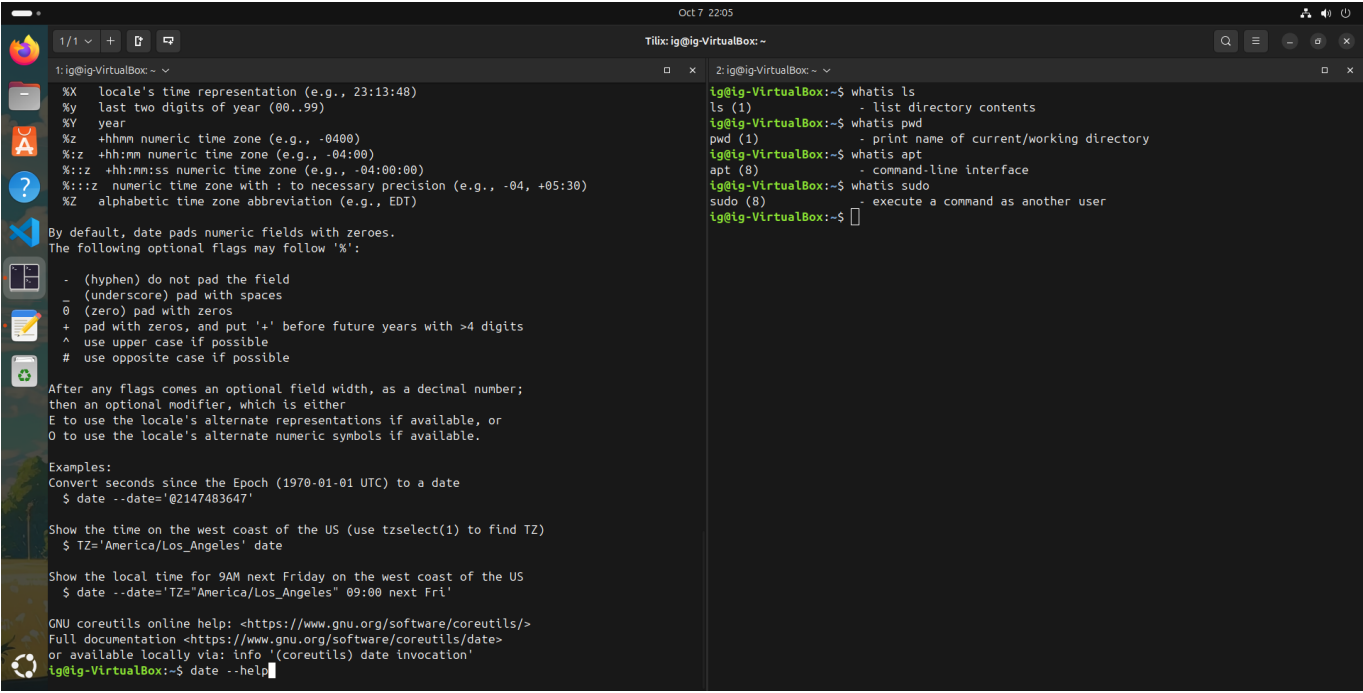 Oct 7 22:05
1/1
Tilix: ig@ig-VirtualBox: ~
1: ig@ig-VirtualBox: ~
%X   locale's time representation (e.g., 23:13:48)
%y   last two digits of year (00..99)
%Y   year
%z   +hhmm numeric time zone (e.g., -0400)
%:z  +hh:mm numeric time zone (e.g., -04:00)
%::z  +hh:mm:ss numeric time zone (e.g., -04:00:00)
%:::z  numeric time zone with : to necessary precision (e.g., -04, +05:30)
%Z   alphabetic time zone abbreviation (e.g., EDT)
By default, date pads numeric fields with zeroes.
The following optional flags may follow '%':
-  (hyphen) do not pad the field
_  (underscore) pad with spaces
0  (zero) pad with zeros
+  pad with zeros, and put '+' before future years with >4 digits
^  use upper case if possible
#  use opposite case if possible
After any flags comes an optional field width, as a decimal number;
then an optional modifier, which is either
E to use the locale's alternate representations if available, or
O to use the locale's alternate numeric symbols if available.
Examples:
Convert seconds since the Epoch (1970-01-01 UTC) to a date
$ date --date='@2147483647'
Show the time on the west coast of the US (use tzselect(1) to find TZ)
$ TZ='America/Los_Angeles' date
Show the local time for 9AM next Friday on the west coast of the US
$ date --date='TZ="America/Los_Angeles" 09:00 next Fri'
GNU coreutils online help: <https://www.gnu.org/software/coreutils/>
Full documentation <https://www.gnu.org/software/coreutils/date>
or available locally via: info '(coreutils) date invocation'
ig@ig-VirtualBox:~$ date --help
2: ig@ig-VirtualBox: ~
ig@ig-VirtualBox:~$ whatis ls
ls (1)               - list directory contents
ig@ig-VirtualBox:~$ whatis pwd
pwd (1)              - print name of current/working directory
ig@ig-VirtualBox:~$ whatis apt
apt (8)              - command-line interface
ig@ig-VirtualBox:~$ whatis sudo
sudo (8)             - execute a command as another user
ig@ig-VirtualBox:~$